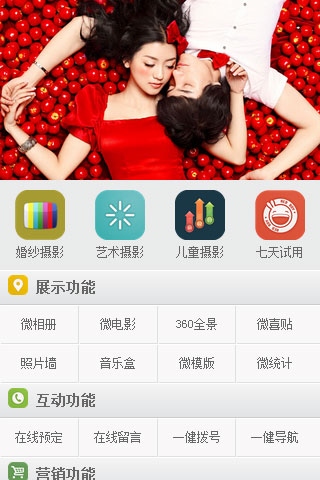 婚纱摄影 艺术摄影 儿童摄影 七天试用
展示功能
微相册 微电影 360全景 微喜贴
照片墙 音乐盒 微模版 微统计
互动功能
在线预定 在线留言 一健拨号 一健导航
营销功能